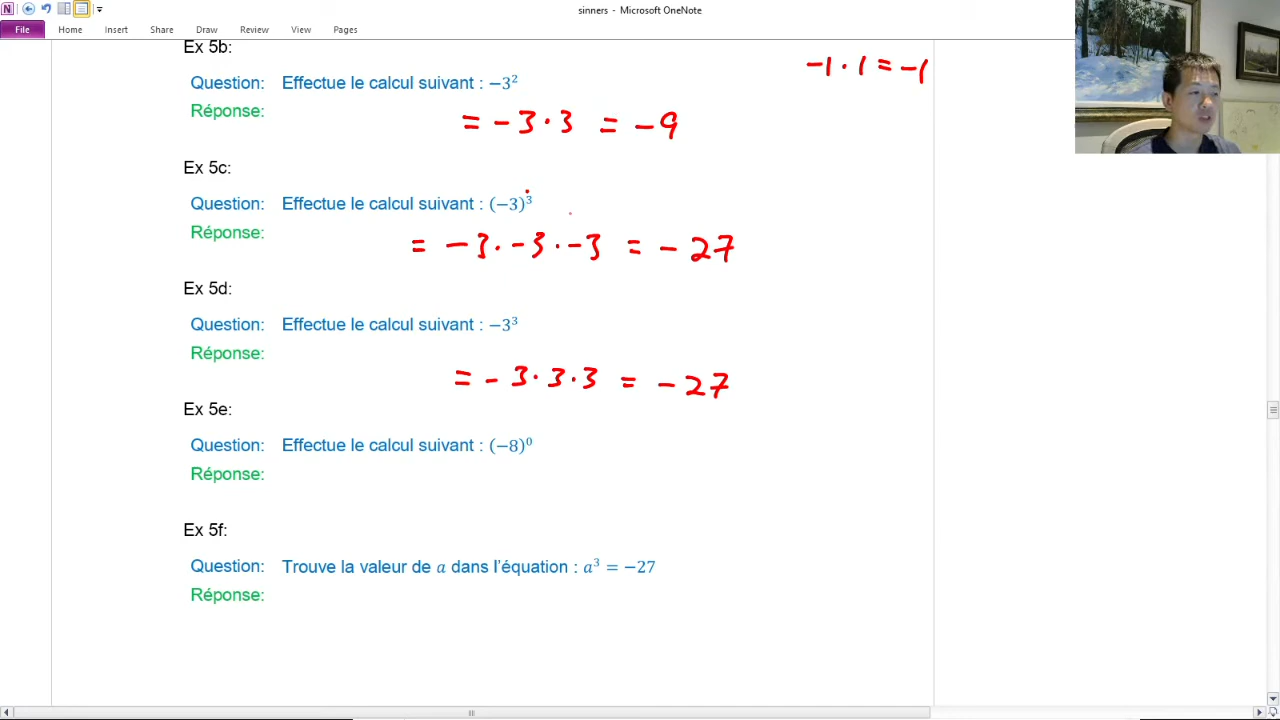 sinners - Microsoft OneNote
File Home Insert Share Draw Review View Pages
Ex 5b:
-1 · 1 = -1
Question: Effectue le calcul suivant : −3²
Réponse:
= -3 · 3 = -9
Ex 5c:
Question: Effectue le calcul suivant : (−3)³
Réponse:
= -3 · -3 · -3 = -27
Ex 5d:
Question: Effectue le calcul suivant : −3³
Réponse:
= -3 · 3 · 3 = -27
Ex 5e:
Question: Effectue le calcul suivant : (−8)⁰
Réponse:
Ex 5f:
Question: Trouve la valeur de a dans l'équation : a³ = −27
Réponse: